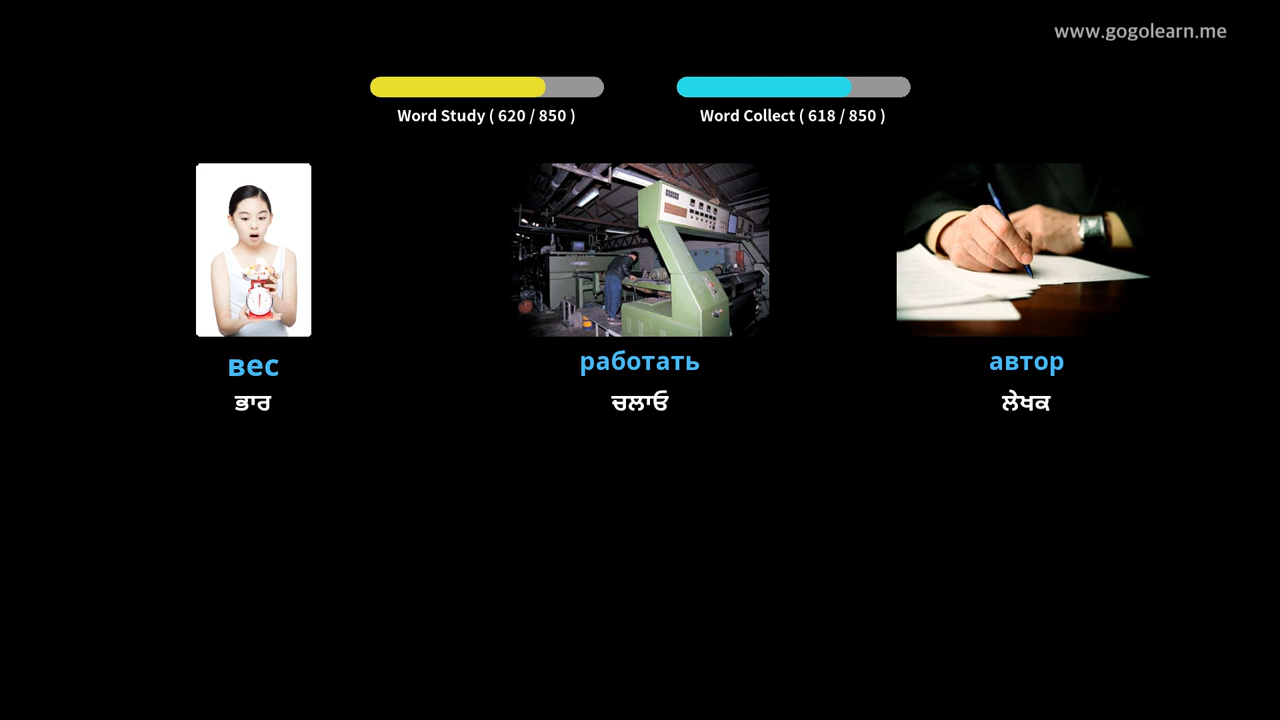 www.gogolearn.me
Word Study ( 620 / 850 )
Word Collect ( 618 / 850 )
вес
работать
автор
ਭਾਰ
ਚਲਾਓ
ਲੇਖਕ